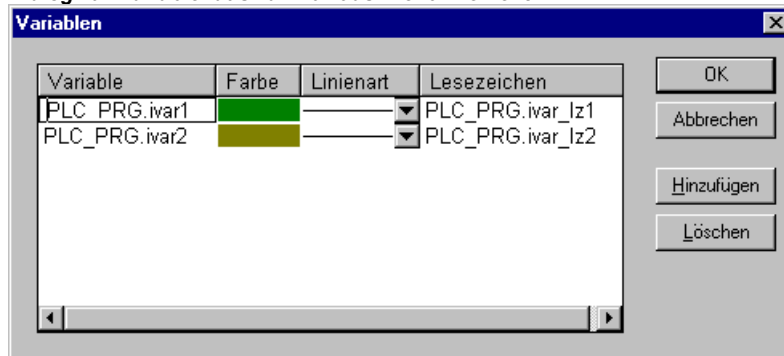 Variablen
Variable Farbe Linienart Lesezeichen
PLC_PRG.ivar1 PLC_PRG.ivar_lz1
PLC_PRG.ivar2 PLC_PRG.ivar_lz2
OK
Abbrechen
Hinzufügen
Löschen